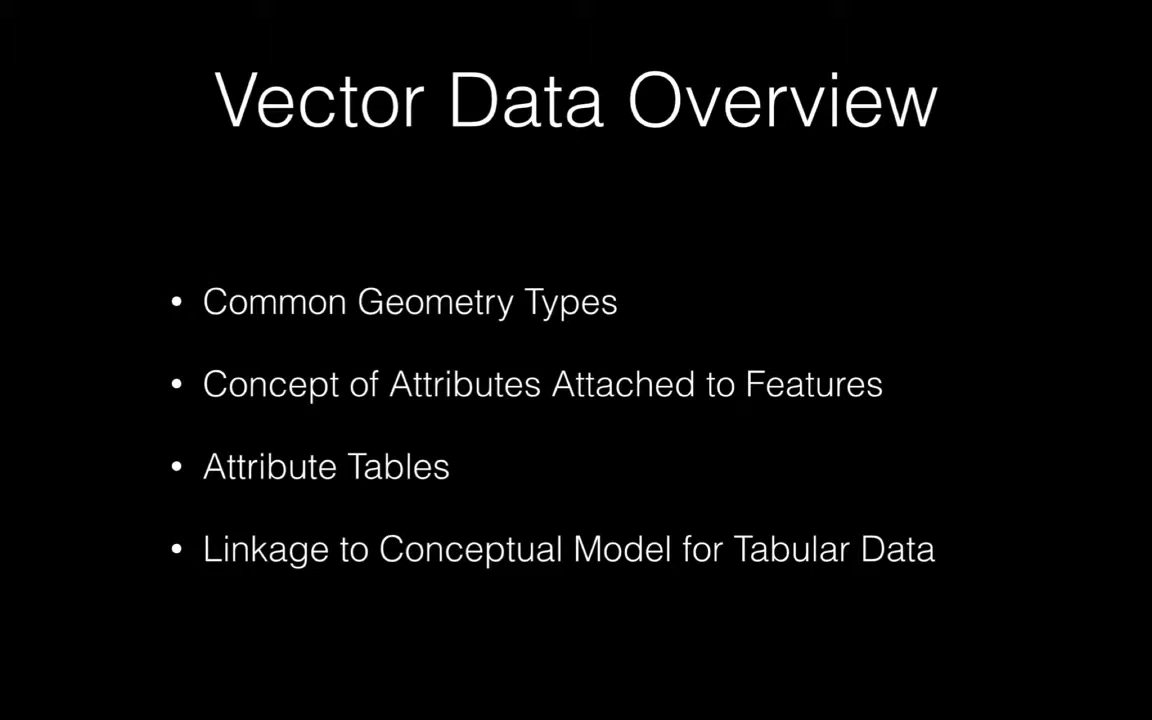 Vector Data Overview
• Common Geometry Types
• Concept of Attributes Attached to Features
• Attribute Tables
• Linkage to Conceptual Model for Tabular Data